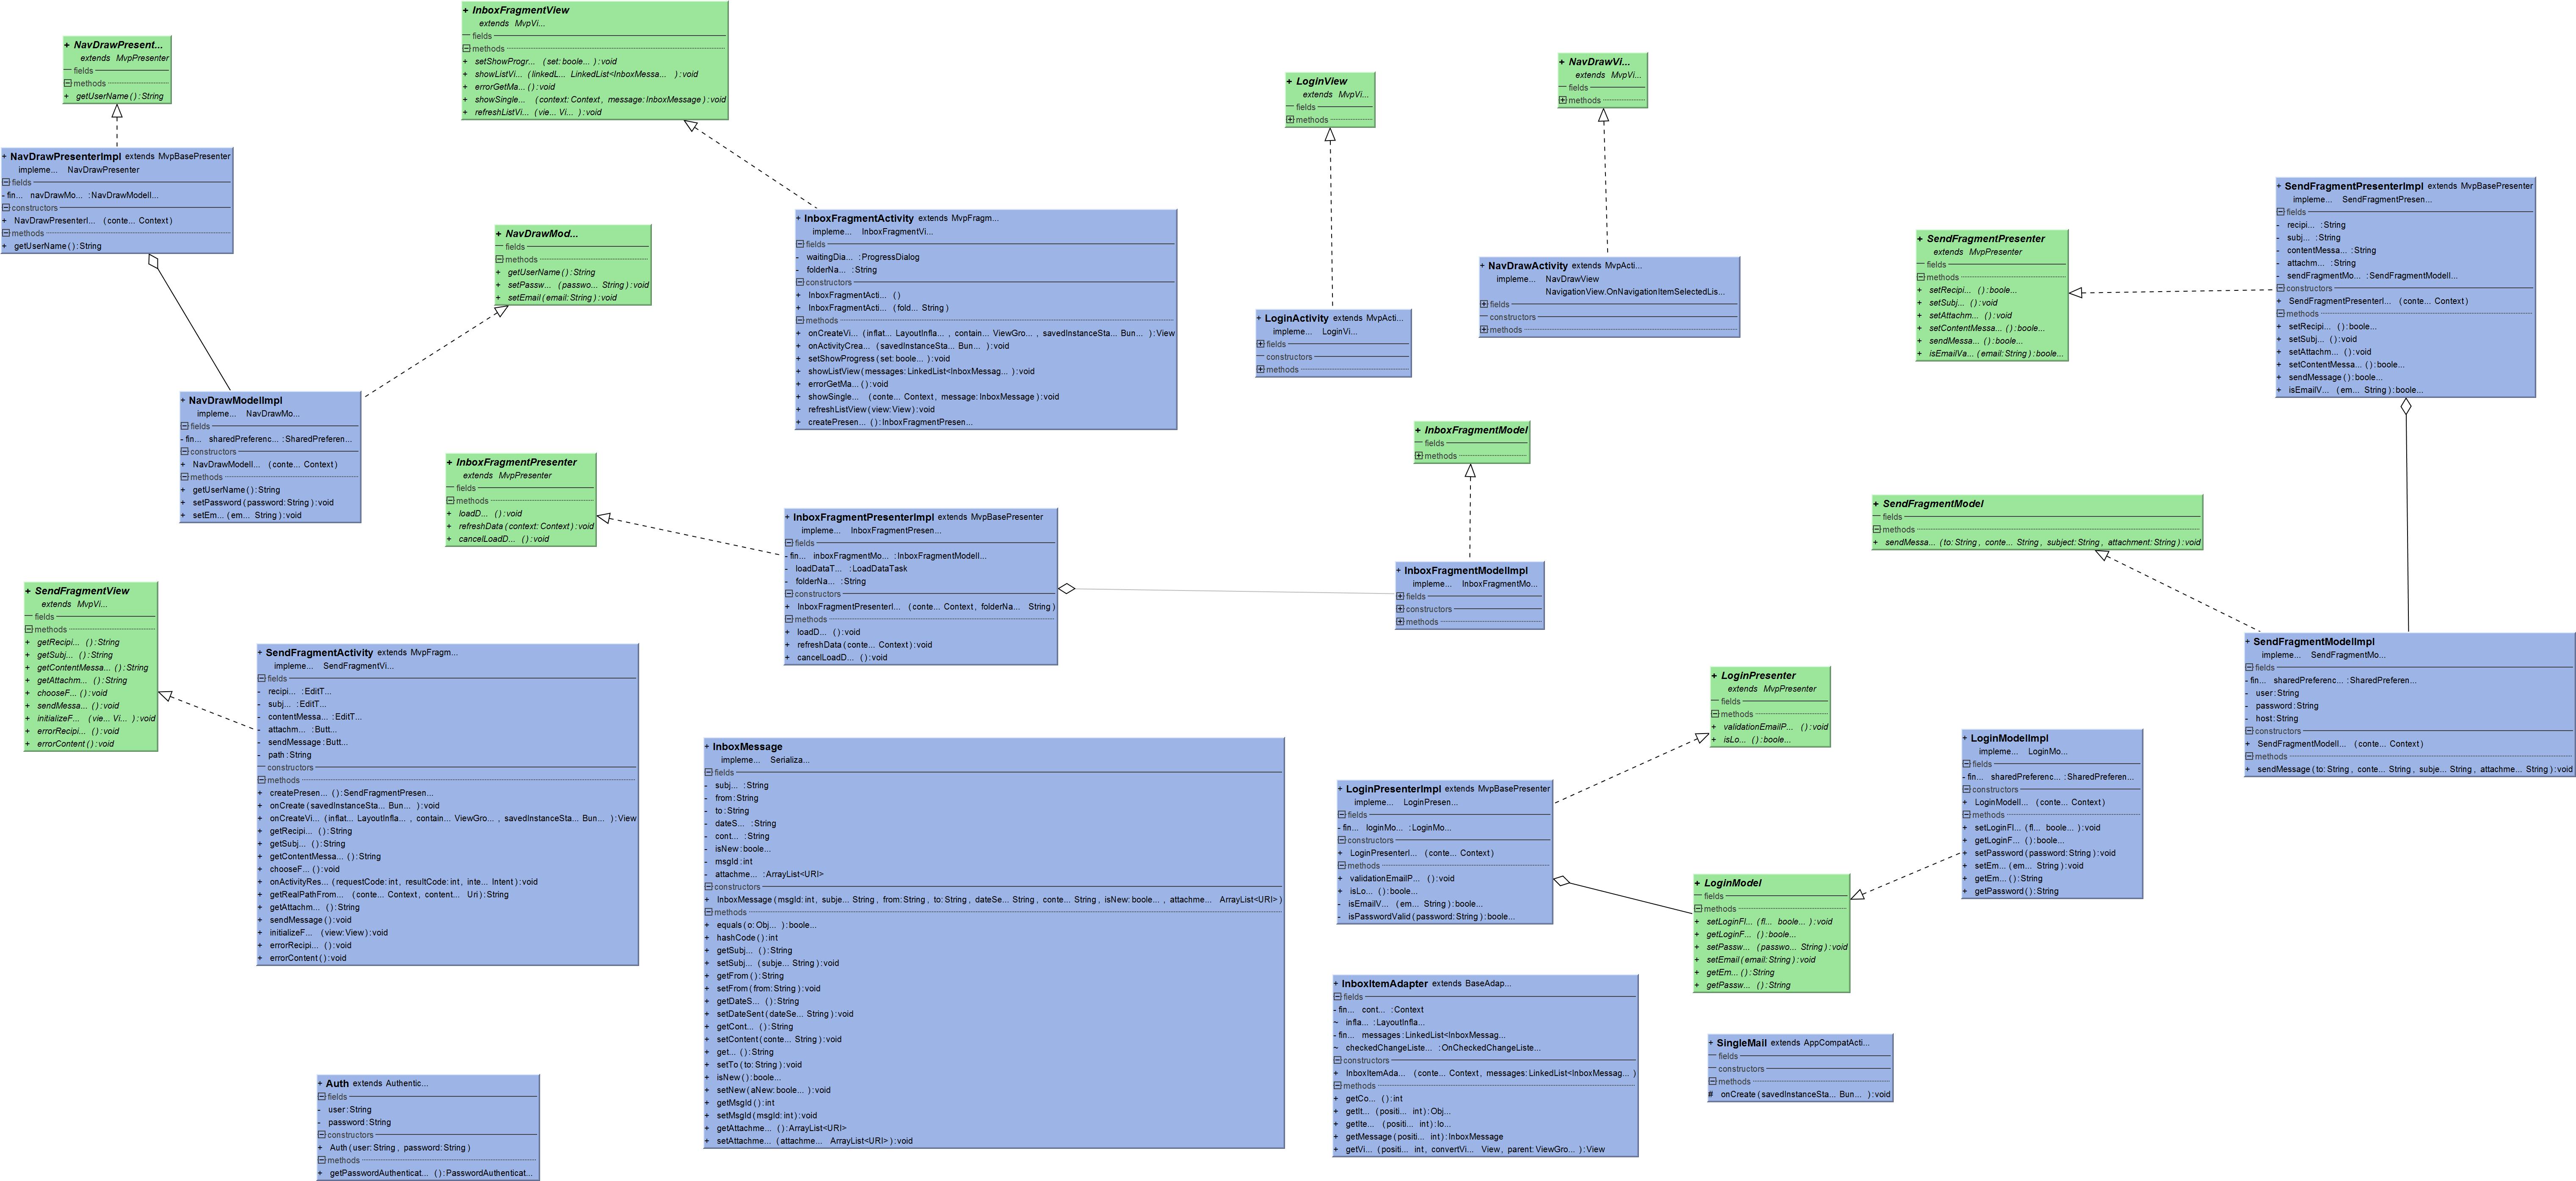 + NavDrawPresent...
extends MvpPresenter
fields
methods
+ getUserName():String
+ NavDrawPresenterImpl extends MvpBasePresenter
impleme... NavDrawPresenter
fields
- fin... navDrawMo... :NavDrawModelI...
constructors
+ NavDrawPresenterI... (conte... Context)
methods
+ getUserName():String
+ InboxFragmentView
extends MvpVi...
fields
methods
+ setShowProgr... (set:boole... ):void
+ showListVi... (linkedL... LinkedList<InboxMessa... ):void
+ errorGetMa...():void
+ showSingle... (context:Context, message:InboxMessage):void
+ refreshListVi... (vie... Vi... ):void
+ NavDrawMod...
fields
methods
+ getUserName():String
+ setPassw... (passwo... String):void
+ setEmail(email:String):void
+ NavDrawModelImpl
impleme... NavDrawMo...
fields
- fin... sharedPreferenc... :SharedPreferen...
constructors
+ NavDrawModelI... (conte... Context)
methods
+ getUserName():String
+ setPassword(password:String):void
+ setEm... (em... String):void
+ InboxFragmentActivity extends MvpFragm...
impleme... InboxFragmentVi...
fields
- waitingDia... :ProgressDialog
- folderNa... :String
constructors
+ InboxFragmentActi... ()
+ InboxFragmentActi... (fold... String)
methods
+ onCreateVi... (inflat... LayoutInfla... , contain... ViewGro... , savedInstanceSta... Bun... ):View
+ onActivityCrea... (savedInstanceSta... Bun... ):void
+ setShowProgress(set:boole... ):void
+ showListView(messages:LinkedList<InboxMessag... ):void
+ errorGetMa...():void
+ showSingle... (conte... Context, message:InboxMessage):void
+ refreshListView(view:View):void
+ createPresen... ():InboxFragmentPresen...
+ LoginView
extends MvpVi...
fields
methods
+ LoginActivity extends MvpActi...
impleme... LoginVi...
fields
constructors
methods
+ NavDrawVi...
extends MvpVi...
fields
methods
+ NavDrawActivity extends MvpActi...
impleme... NavDrawView
NavigationView.OnNavigationItemSelectedLis...
fields
constructors
methods
+ SendFragmentPresenter
extends MvpPresenter
fields
methods
+ setRecipi... ():boole...
+ setSubj... ():void
+ setAttachm... ():void
+ setContentMessa... ():boole...
+ sendMessa... ():boole...
+ isEmailVa... (email:String):boole...
+ SendFragmentPresenterImpl extends MvpBasePresenter
impleme... SendFragmentPresen...
fields
- recipi... :String
- subj... :String
- contentMessa... :String
- attachm... :String
- sendFragmentMo... :SendFragmentModelI...
constructors
+ SendFragmentPresenterI... (conte... Context)
methods
+ setRecipi... ():boole...
+ setSubj... ():void
+ setAttachm... ():void
+ setContentMessa... ():boole...
+ sendMessage():boole...
+ isEmailV... (em... String):boole...
+ InboxFragmentPresenter
extends MvpPresenter
fields
methods
+ loadD... ():void
+ refreshData(context:Context):void
+ cancelLoadD... ():void
+ InboxFragmentPresenterImpl extends MvpBasePresenter
impleme... InboxFragmentPresen...
fields
- fin... inboxFragmentMo... :InboxFragmentModelI...
- loadDataT... :LoadDataTask
- folderNa... :String
constructors
+ InboxFragmentPresenterI... (conte... Context, folderNa... String)
methods
+ loadD... ():void
+ refreshData(conte... Context):void
+ cancelLoadD... ():void
+ InboxFragmentModel
fields
methods
+ InboxFragmentModelImpl
impleme... InboxFragmentMo...
fields
constructors
methods
+ SendFragmentModel
fields
methods
+ sendMessa... (to:String, conte... String, subject:String, attachment:String):void
+ SendFragmentModelImpl
impleme... SendFragmentMo...
fields
- fin... sharedPreferenc... :SharedPreferen...
- user:String
- password:String
- host:String
constructors
+ SendFragmentModelI... (conte... Context)
methods
+ sendMessage(to:String, conte... String, subje... String, attachme... String):void
+ SendFragmentView
extends MvpVi...
fields
methods
+ getRecipi... ():String
+ getSubj... ():String
+ getContentMessa...():String
+ getAttachm... ():String
+ chooseF... ():void
+ sendMessa... ():void
+ initializeF... (vie... Vi... ):void
+ errorRecipi... ():void
+ errorContent():void
+ SendFragmentActivity extends MvpFragm...
impleme... SendFragmentVi...
fields
- recipi... :EditT...
- subj... :EditT...
- contentMessa... :EditT...
- attachm... :Butt...
- sendMessage:Butt...
- path:String
constructors
methods
+ createPresen... ():SendFragmentPresen...
+ onCreate(savedInstanceSta... Bun... ):void
+ onCreateVi... (inflat... LayoutInfla... , contain... ViewGro... , savedInstanceSta... Bun... ):View
+ getRecipi... ():String
+ getSubj... ():String
+ getContentMessa...():String
+ chooseF... ():void
+ onActivityRes... (requestCode:int, resultCode:int, inte... Intent):void
+ getRealPathFrom... (conte... Context, content... Uri):String
+ getAttachm... ():String
+ sendMessage():void
+ initializeF... (view:View):void
+ errorRecipi... ():void
+ errorContent():void
+ InboxMessage
impleme... Serializa...
fields
- subj... :String
- from:String
- to:String
- dateS... :String
- cont... :String
- isNew:boole...
- msgId:int
- attachme... :ArrayList<URI>
constructors
+ InboxMessage(msgId:int, subje... String, from:String, to:String, dateSe... String, conte... String, isNew:boole... , attachme... ArrayList<URI>)
methods
+ equals(o:Obj... ):boole...
+ hashCode():int
+ getSubj... ():String
+ setSubj... (subje... String):void
+ getFrom():String
+ setFrom(from:String):void
+ getDateS... ():String
+ setDateSent(dateSe... String):void
+ getCont... ():String
+ setContent(conte... String):void
+ get... ():String
+ setTo(to:String):void
+ isNew():boole...
+ setNew(aNew:boole... ):void
+ getMsgId():int
+ setMsgId(msgId:int):void
+ getAttachme... ():ArrayList<URI>
+ setAttachme... (attachme... ArrayList<URI>):void
+ LoginPresenter
extends MvpPresenter
fields
methods
+ validationEmailP... ():void
+ isLo... ():boole...
+ LoginPresenterImpl extends MvpBasePresenter
impleme... LoginPresen...
fields
- fin... loginMo... :LoginMo...
constructors
+ LoginPresenterI... (conte... Context)
methods
+ validationEmailP... ():void
+ isLo... ():boole...
- isEmailV... (em... String):boole...
- isPasswordValid(password:String):boole...
+ LoginModelImpl
impleme... LoginMo...
fields
- fin... sharedPreferenc... :SharedPreferen...
constructors
+ LoginModelI... (conte... Context)
methods
+ setLoginFl... (fl... boole... ):void
+ getLoginF... ():boole...
+ setPassword(password:String):void
+ setEm... (em... String):void
+ getEm...():String
+ getPassword():String
+ LoginModel
fields
methods
+ setLoginFl... (fl... boole... ):void
+ getLoginF... ():boole...
+ setPassw... (passwo... String):void
+ setEmail(email:String):void
+ getEm...():String
+ getPassw... ():String
+ InboxItemAdapter extends BaseAdap...
fields
- fin... cont... :Context
~ infla... :LayoutInfla...
- fin... messages:LinkedList<InboxMessag...
~ checkedChangeListe... :OnCheckedChangeListe...
constructors
+ InboxItemAda... (conte... Context, messages:LinkedList<InboxMessag... )
methods
+ getCo... ():int
+ getIt... (positi... int):Obj...
+ getIte... (positi... int):lo...
+ getMessage(positi... int):InboxMessage
+ getVi... (positi... int, convertVi... View, parent:ViewGro... ):View
+ SingleMail extends AppCompatActi...
fields
constructors
methods
# onCreate(savedInstanceSta... Bun... ):void
+ Auth extends Authentic...
fields
- user:String
- password:String
constructors
+ Auth(user:String, password:String)
methods
+ getPasswordAuthenticat... ():PasswordAuthenticat...